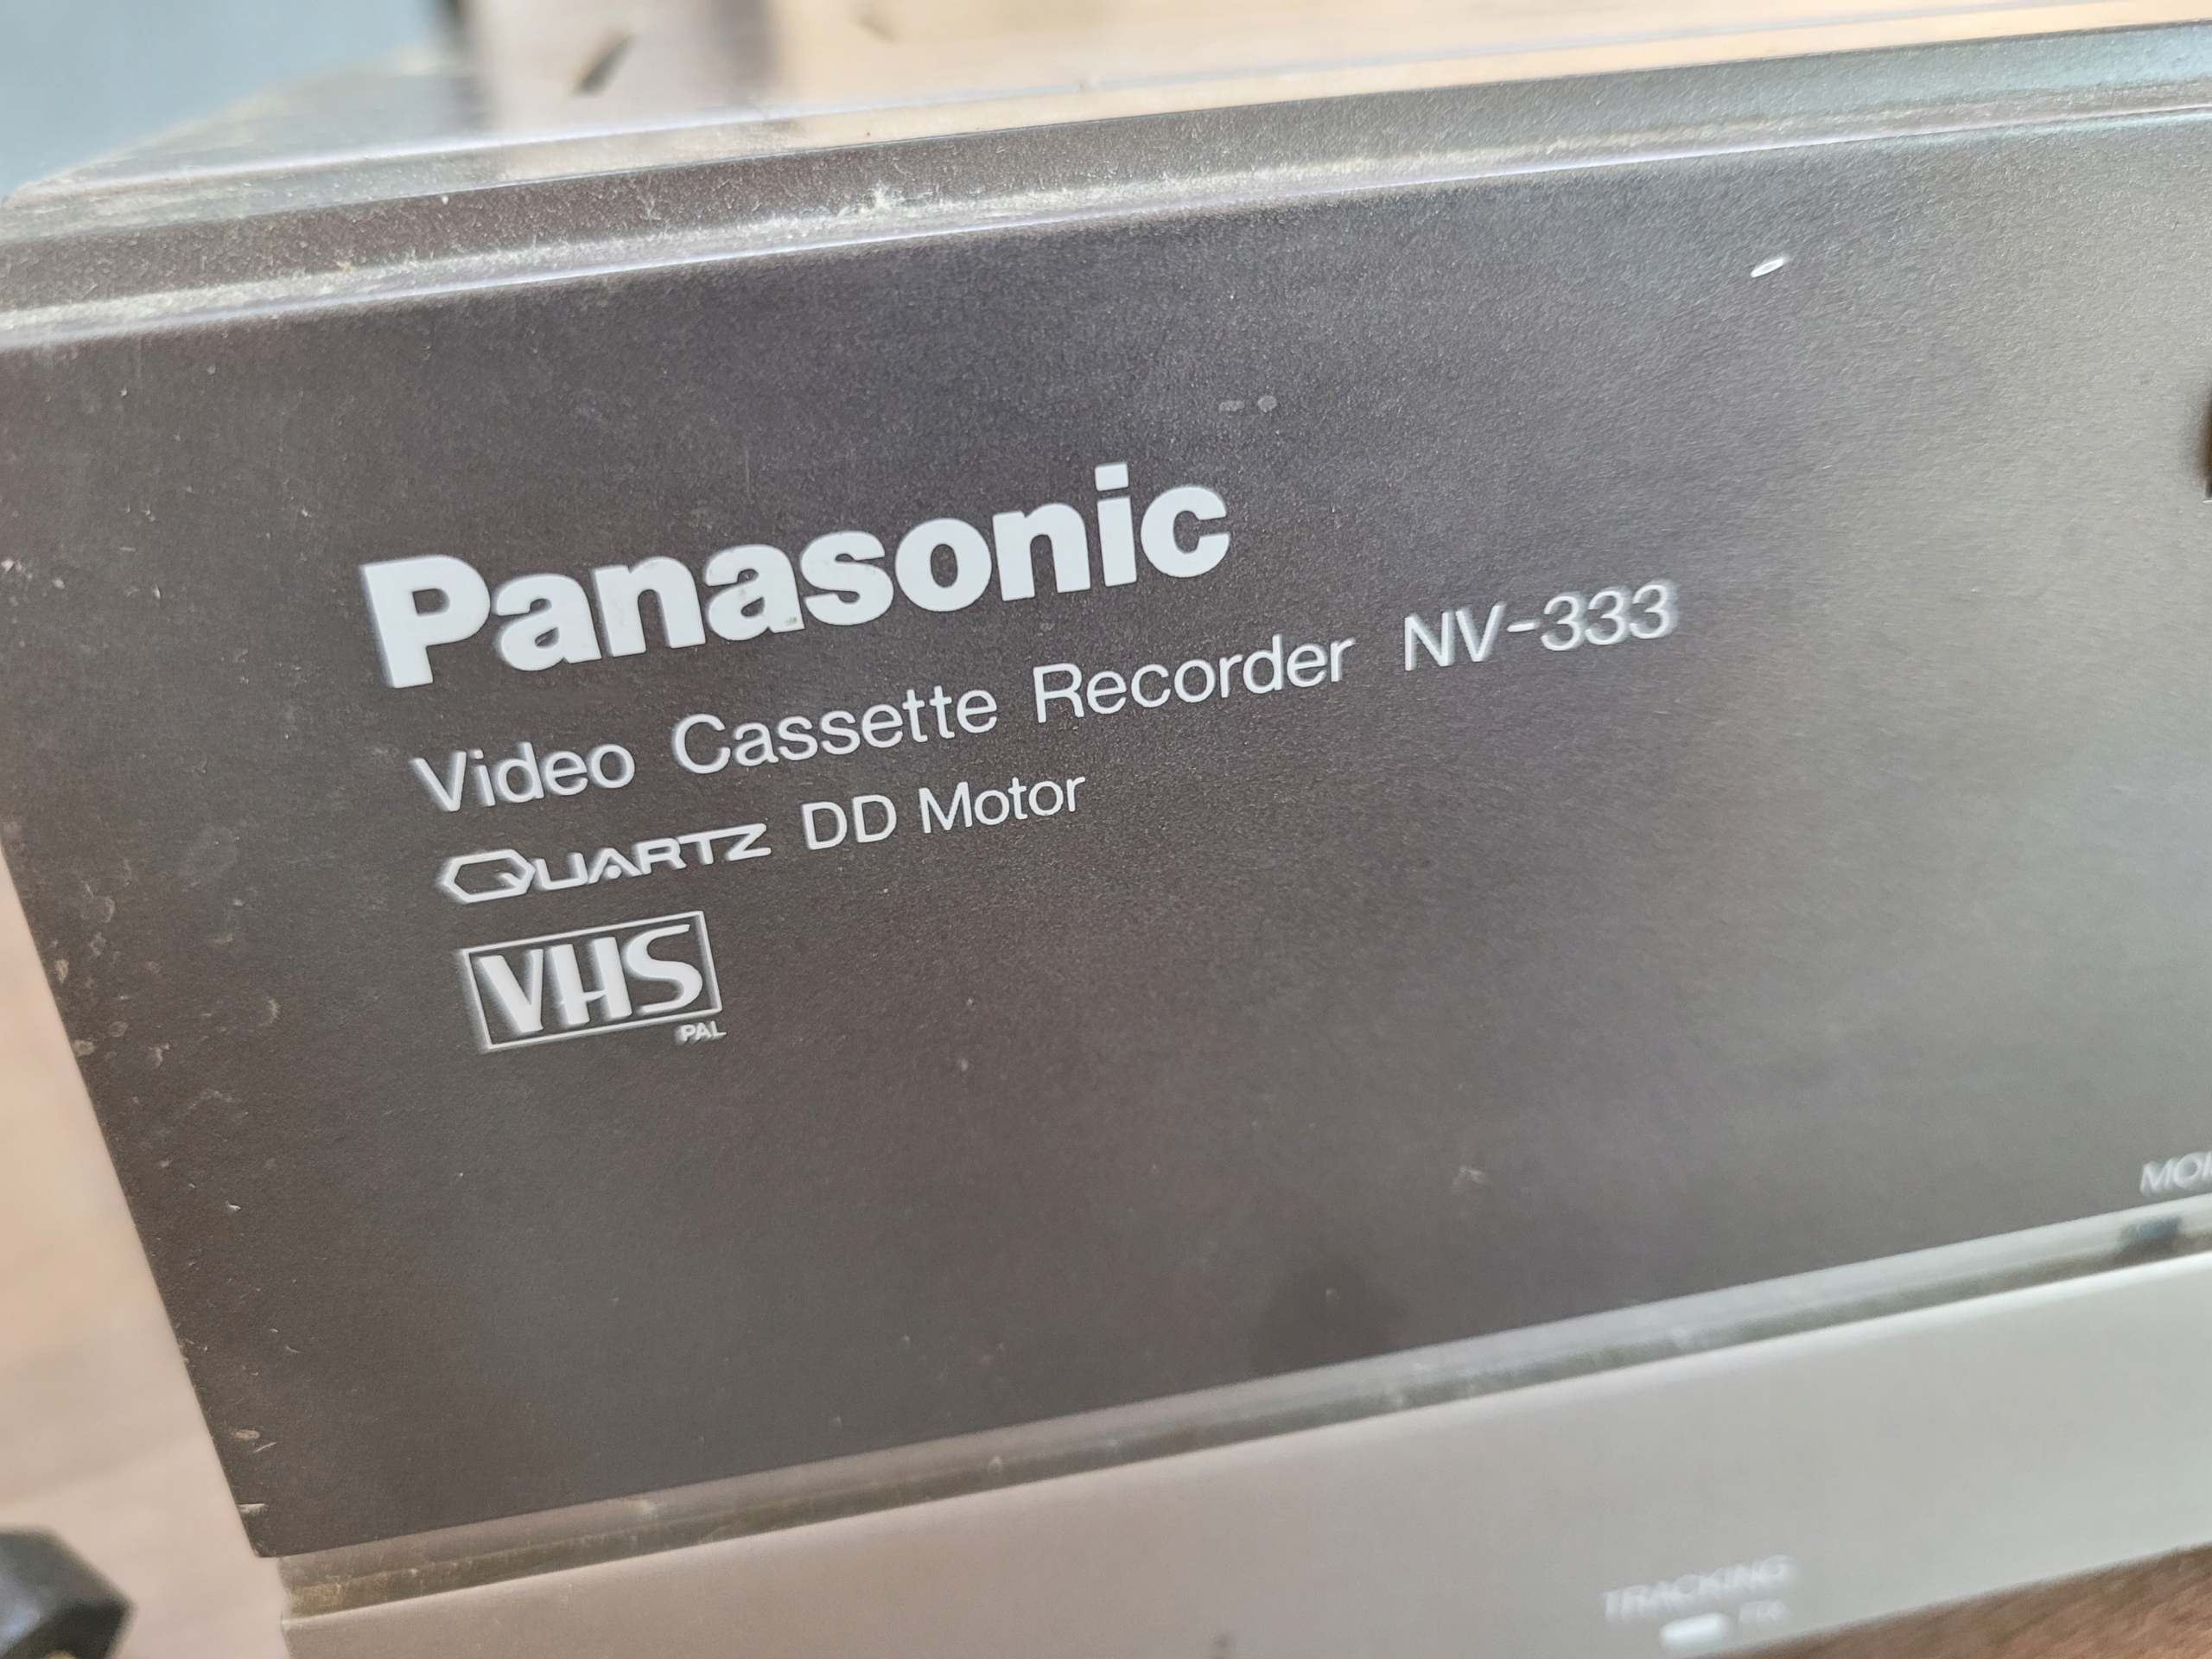 Panasonic
Video Cassette Recorder NV-333
QUARTZ DD Motor
VHS
PAL
TRACKING